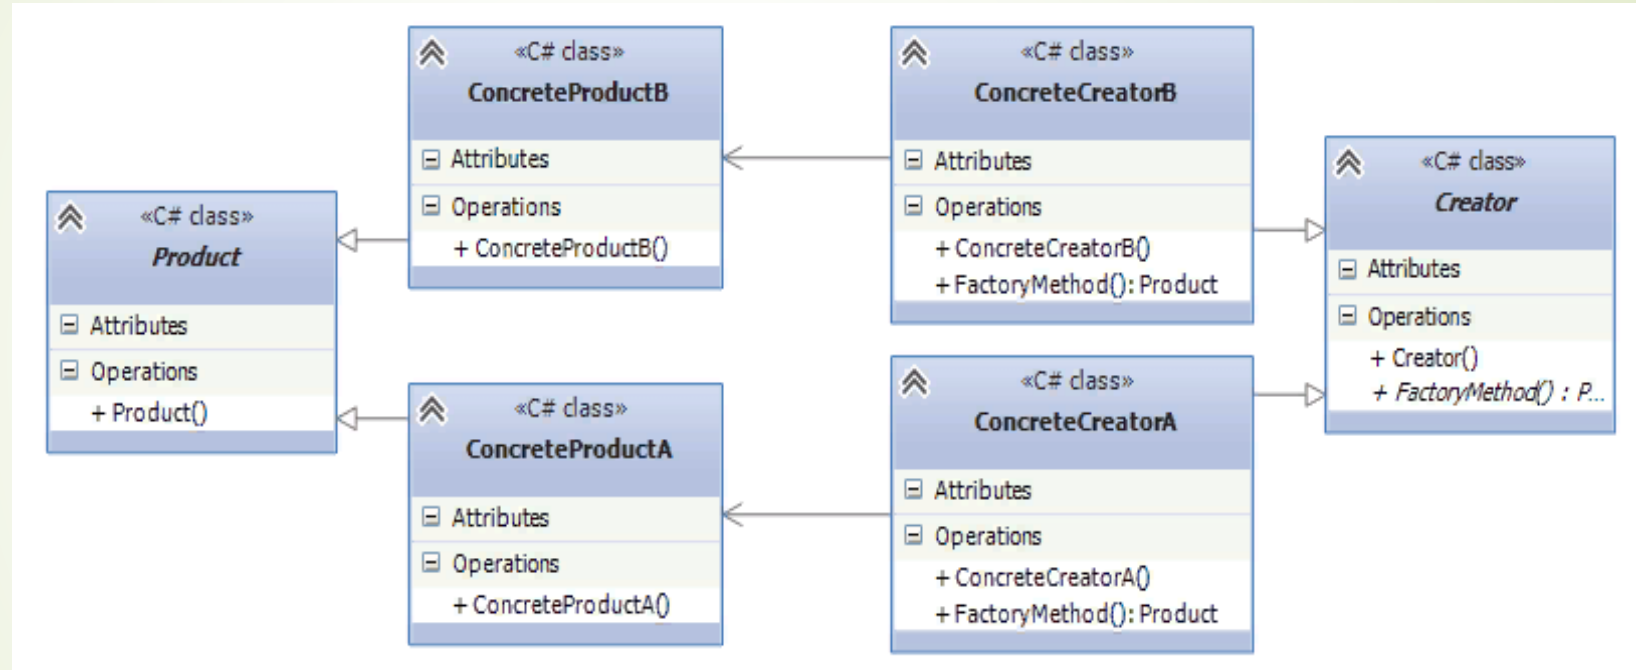 «C# class»
Product
Attributes
Operations
+ Product()
«C# class»
ConcreteProductB
Attributes
Operations
+ ConcreteProductB()
«C# class»
ConcreteProductA
Attributes
Operations
+ ConcreteProductA()
«C# class»
ConcreteCreatorB
Attributes
Operations
+ ConcreteCreatorB()
+ FactoryMethod(): Product
«C# class»
ConcreteCreatorA
Attributes
Operations
+ ConcreteCreatorA()
+ FactoryMethod(): Product
«C# class»
Creator
Attributes
Operations
+ Creator()
+ FactoryMethod() : P...